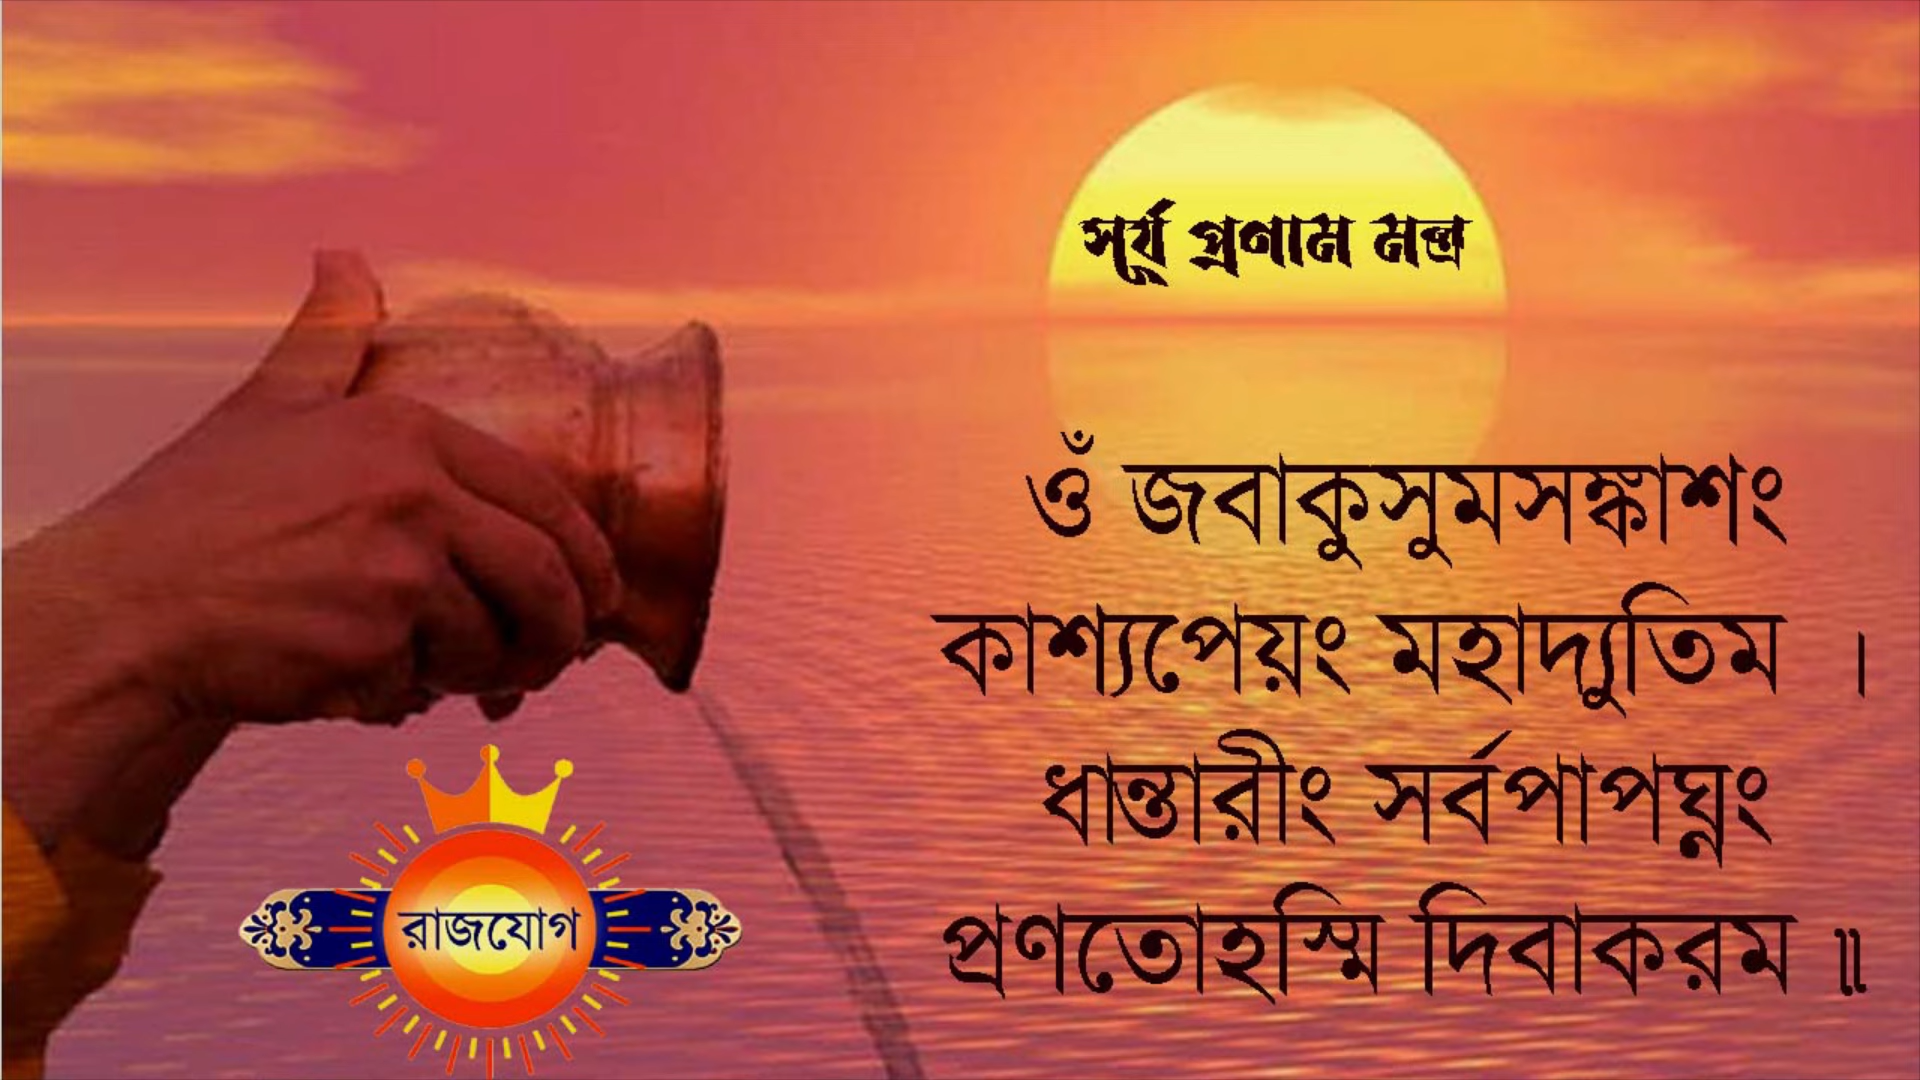 সূর্য প্রণাম মন্ত্র
ওঁ জবাকুসুমসঙ্কাশং
কাশ্যপেয়ং মহাদ্যুতিম ।
ধান্তারীং সর্বপাপঘ্নং
প্রণতোহস্মি দিবাকরম ॥
রাজযোগ